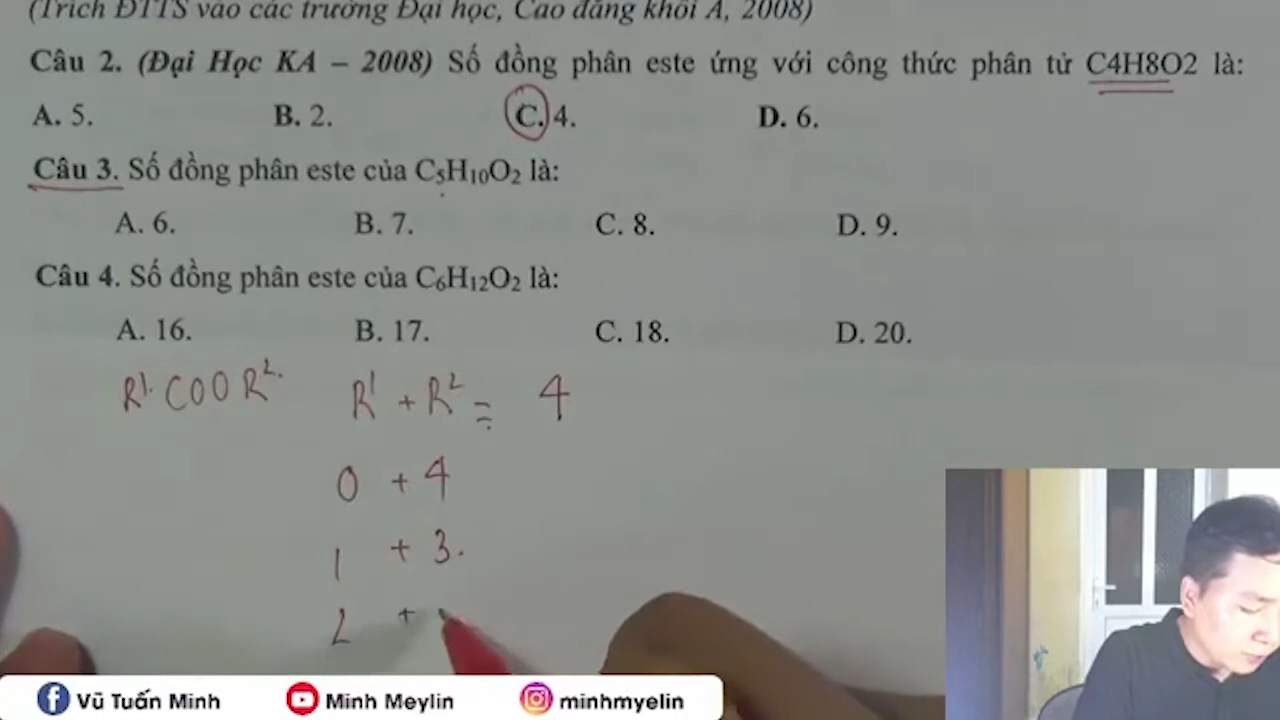 (Trích ĐTTS vào các trường Đại học, Cao đẳng khối A, 2008)
Câu 2. (Đại Học KA – 2008) Số đồng phân este ứng với công thức phân tử C4H8O2 là:
A. 5. B. 2. C. 4. D. 6.
Câu 3. Số đồng phân este của C₅H₁₀O₂ là:
A. 6. B. 7. C. 8. D. 9.
Câu 4. Số đồng phân este của C₆H₁₂O₂ là:
A. 16. B. 17. C. 18. D. 20.
R¹COOR² R¹ + R² = 4
0 + 4
1 + 3.
2 +
Vũ Tuấn Minh Minh Meylin minhmyelin